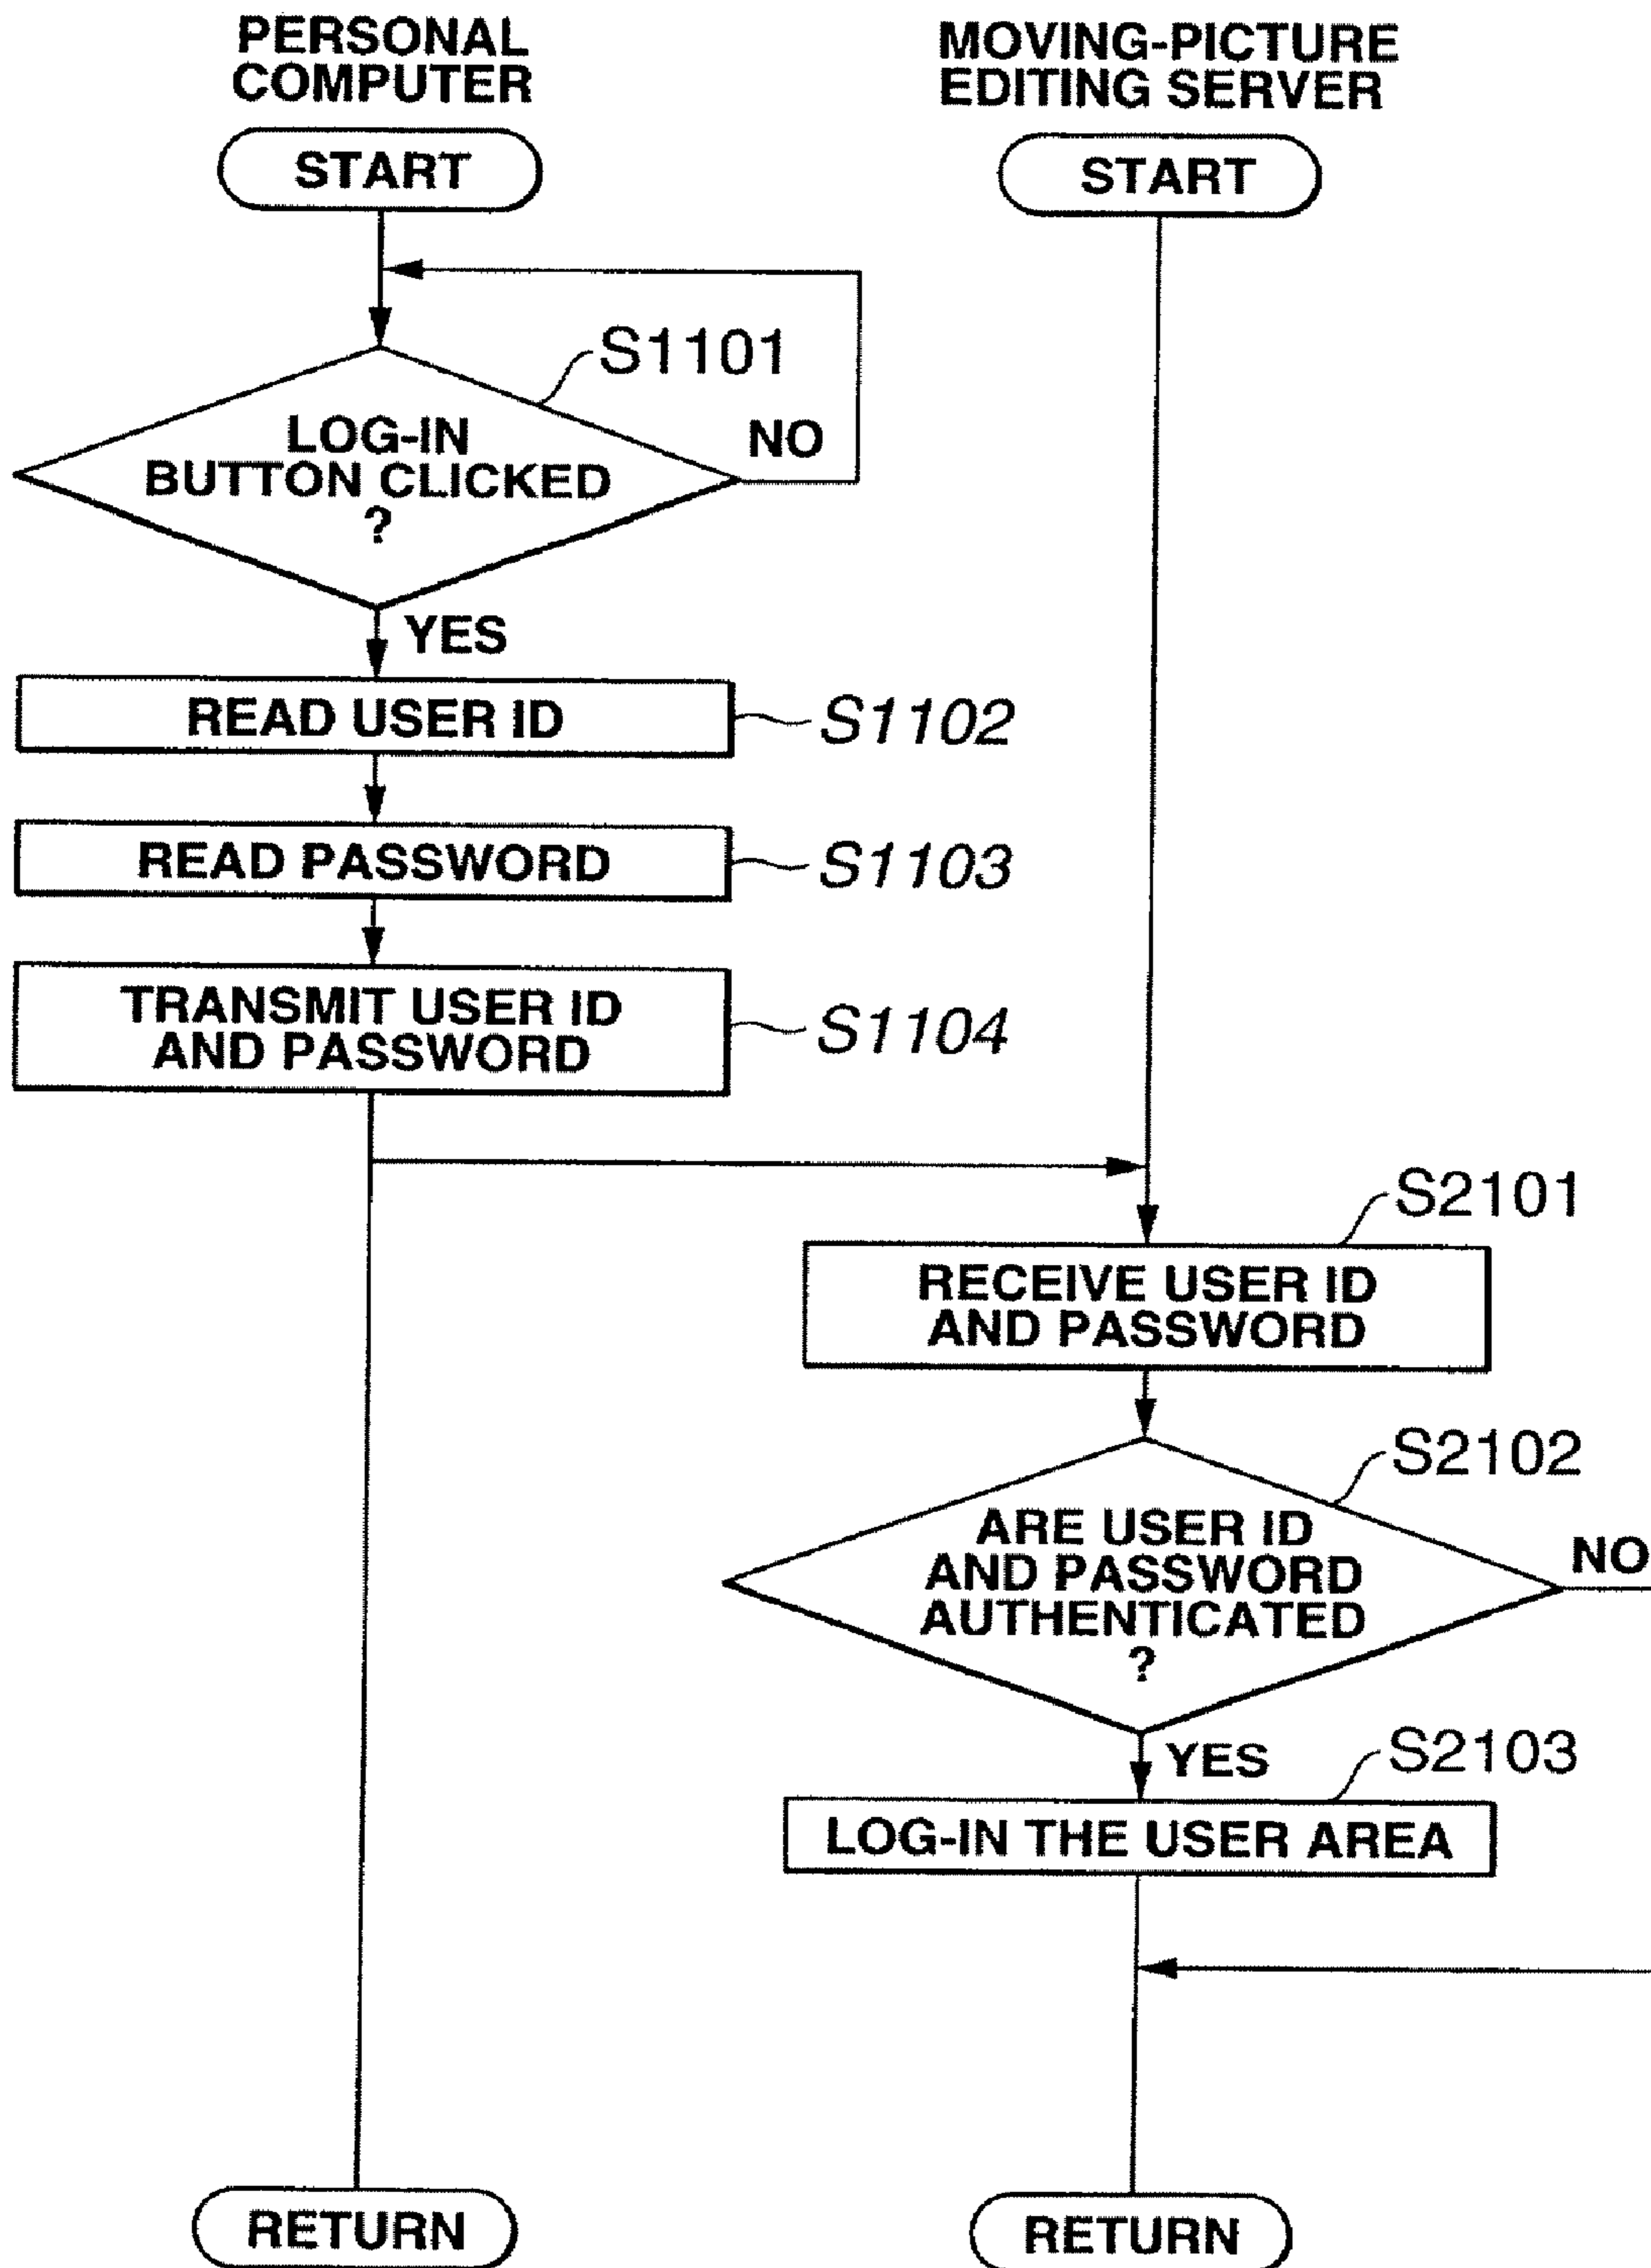 PERSONAL
COMPUTER
START
S1101
LOG-IN
BUTTON CLICKED
?
NO
YES
READ USER ID
S1102
READ PASSWORD
S1103
TRANSMIT USER ID
AND PASSWORD
S1104
RETURN
MOVING-PICTURE
EDITING SERVER
START
S2101
RECEIVE USER ID
AND PASSWORD
S2102
ARE USER ID
AND PASSWORD
AUTHENTICATED
?
NO
YES
S2103
LOG-IN THE USER AREA
RETURN